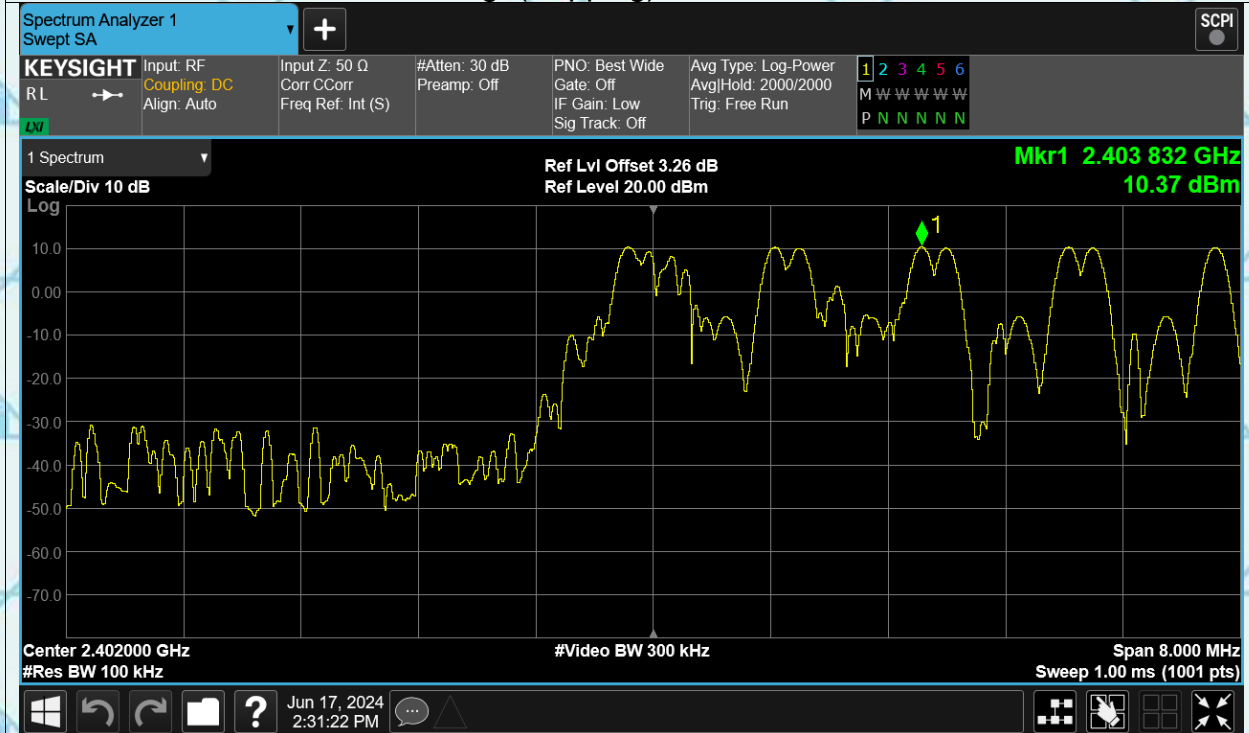 Spectrum Analyzer 1
Swept SA
+
SCPI
KEYSIGHT
RL
LXI
Input: RF
Coupling: DC
Align: Auto
Input Z: 50 Ω
Corr CCorr
Freq Ref: Int (S)
#Atten: 30 dB
Preamp: Off
PNO: Best Wide
Gate: Off
IF Gain: Low
Sig Track: Off
Avg Type: Log-Power
Avg|Hold: 2000/2000
Trig: Free Run
1 2 3 4 5 6
M W W W W W W
P N N N N N
1 Spectrum
Scale/Div 10 dB
Log
Ref Lvl Offset 3.26 dB
Ref Level 20.00 dBm
Mkr1 2.403 832 GHz
10.37 dBm
1
10.0
0.00
-10.0
-20.0
-30.0
-40.0
-50.0
-60.0
-70.0
Center 2.402000 GHz
#Res BW 100 kHz
#Video BW 300 kHz
Span 8.000 MHz
Sweep 1.00 ms (1001 pts)
?
Jun 17, 2024
2:31:22 PM